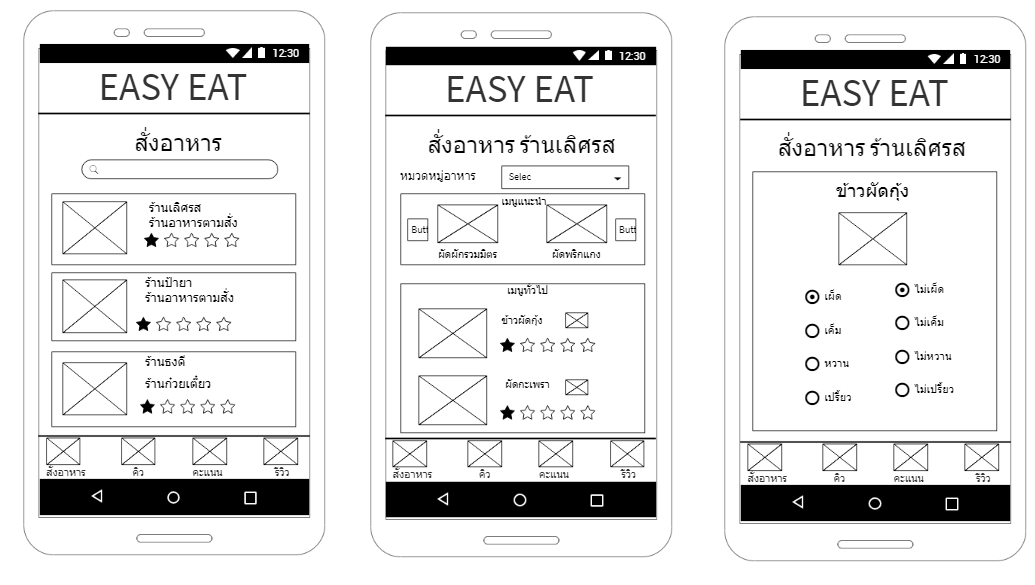 12:30
EASY EAT
สั่งอาหาร
ร้านเลิศรส
ร้านอาหารตามสั่ง
ร้านป้ายา
ร้านอาหารตามสั่ง
ร้านธงดี
ร้านก๋วยเตี๋ยว
สั่งอาหาร
คิว
คะแนน
รีวิว
12:30
EASY EAT
สั่งอาหาร ร้านเลิศรส
หมวดหมู่อาหาร
Selec
เมนูแนะนำ
Butt
Butt
ผัดผักรวมมิตร
ผัดพริกแกง
เมนูทั่วไป
ข้าวผัดกุ้ง
ผัดกะเพรา
สั่งอาหาร
คิว
คะแนน
รีวิว
12:30
EASY EAT
สั่งอาหาร ร้านเลิศรส
ข้าวผัดกุ้ง
เผ็ด
ไม่เผ็ด
เค็ม
ไม่เค็ม
หวาน
ไม่หวาน
เปรี้ยว
ไม่เปรี้ยว
สั่งอาหาร
คิว
คะแนน
รีวิว